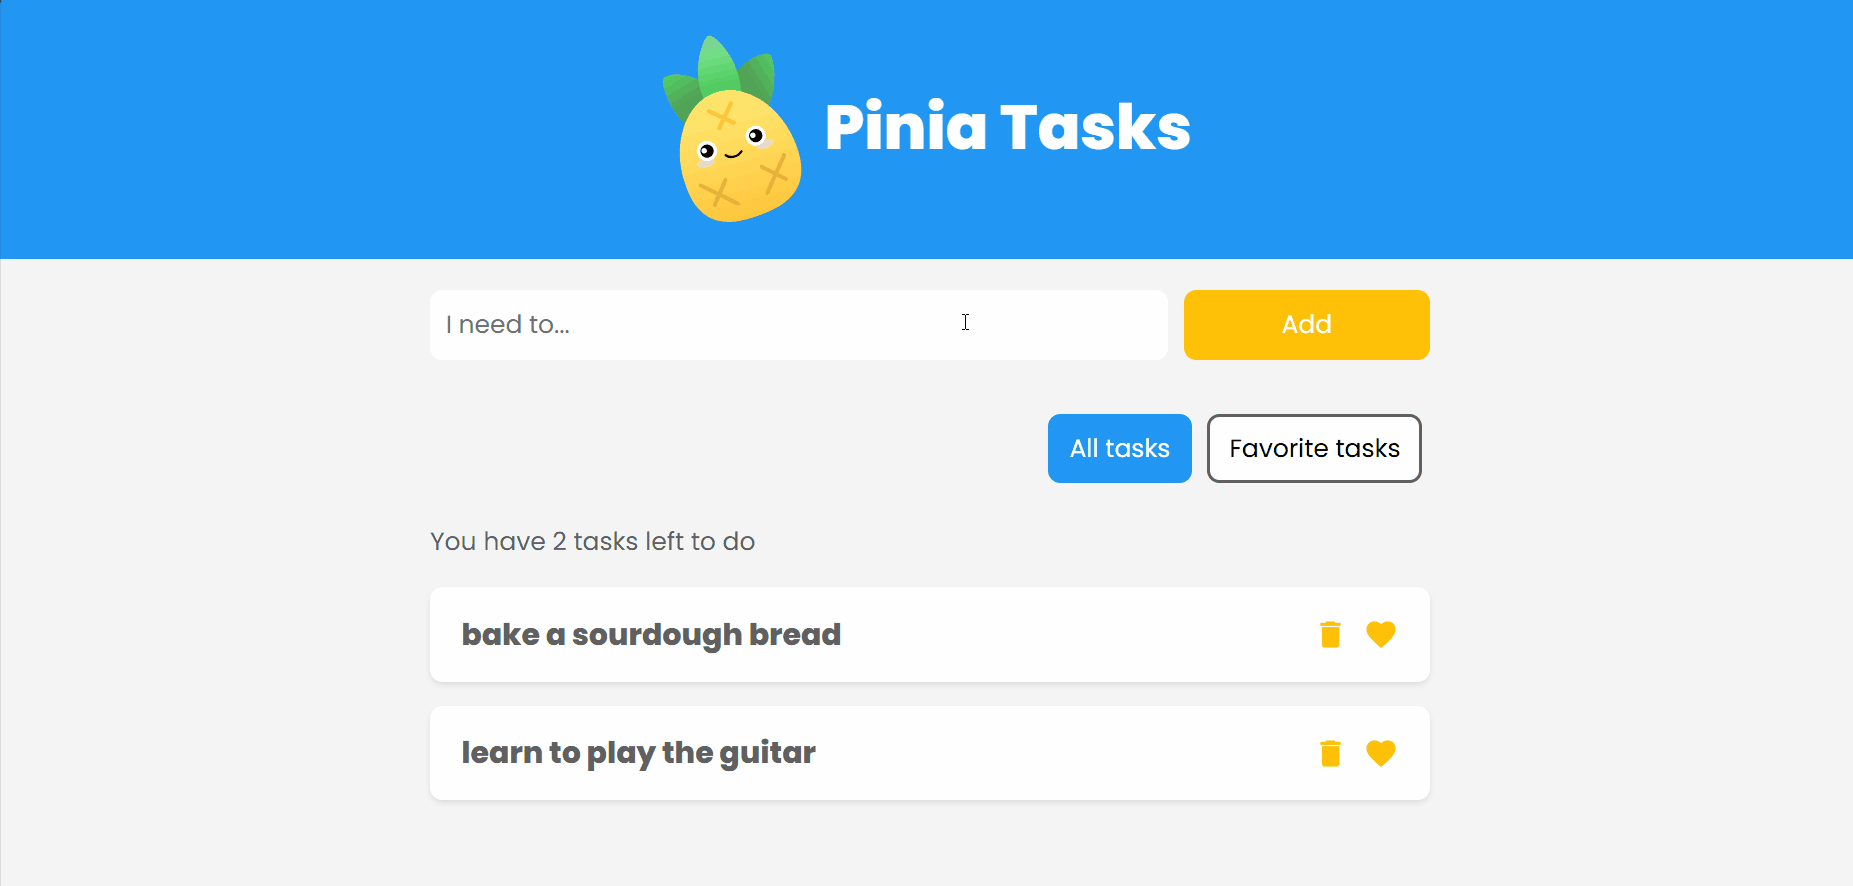 Pinia Tasks
I need to...
Add
All tasks
Favorite tasks
You have 2 tasks left to do
bake a sourdough bread
learn to play the guitar